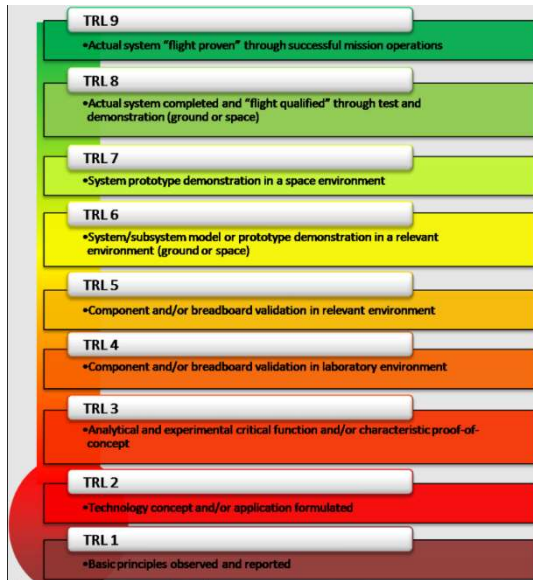 TRL 9
•Actual system "flight proven" through successful mission operations
TRL 8
•Actual system completed and "flight qualified" through test and
demonstration (ground or space)
TRL 7
•System prototype demonstration in a space environment
TRL 6
•System/subsystem model or prototype demonstration in a relevant
environment (ground or space)
TRL 5
•Component and/or breadboard validation in relevant environment
TRL 4
•Component and/or breadboard validation in laboratory environment
TRL 3
•Analytical and experimental critical function and/or characteristic proof-of-
concept
TRL 2
•Technology concept and/or application formulated
TRL 1
•Basic principles observed and reported